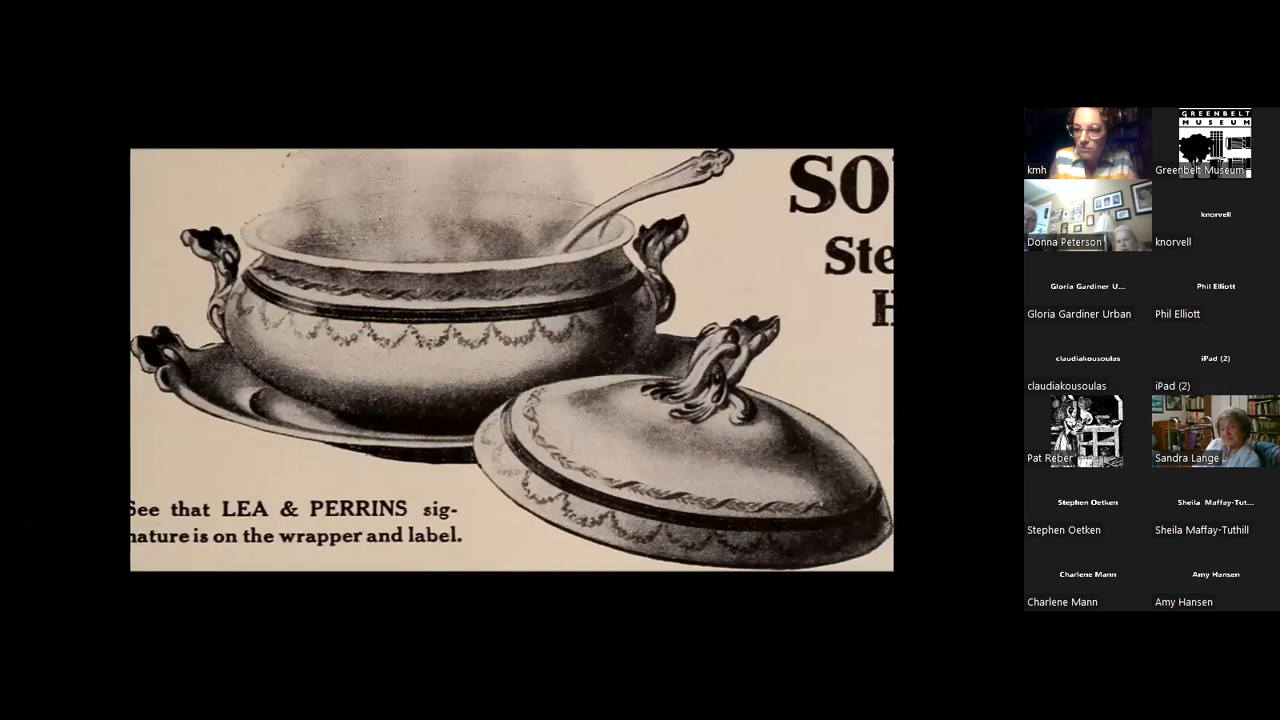 SO
Ste
H
See that LEA & PERRINS sig-
nature is on the wrapper and label.
kmh
GREENBELT
MUSEUM
Greenbelt Museum
Donna Peterson
knorvell
knorvell
Gloria Gardiner U...
Gloria Gardiner Urban
Phil Elliott
Phil Elliott
claudiakousoulas
claudiakousoulas
iPad (2)
iPad (2)
Pat Reber
Sandra Lange
Stephen Oetken
Stephen Oetken
Sheila Maffay-Tut...
Sheila Maffay-Tuthill
Charlene Mann
Charlene Mann
Amy Hansen
Amy Hansen